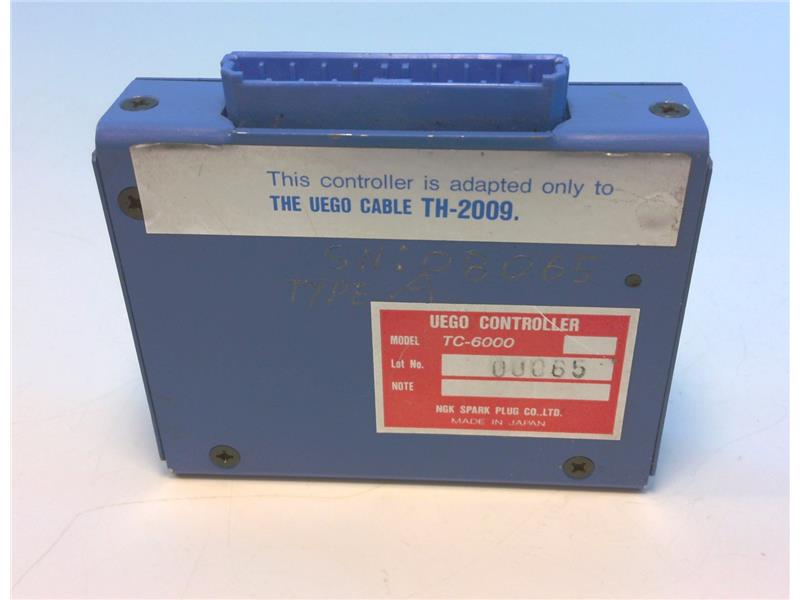 This controller is adapted only to
THE UEGO CABLE TH-2009.
SN:08065
TYPE A
UEGO CONTROLLER
MODEL TC-6000
Lot No. 00065
NOTE
NGK SPARK PLUG CO.,LTD.
MADE IN JAPAN